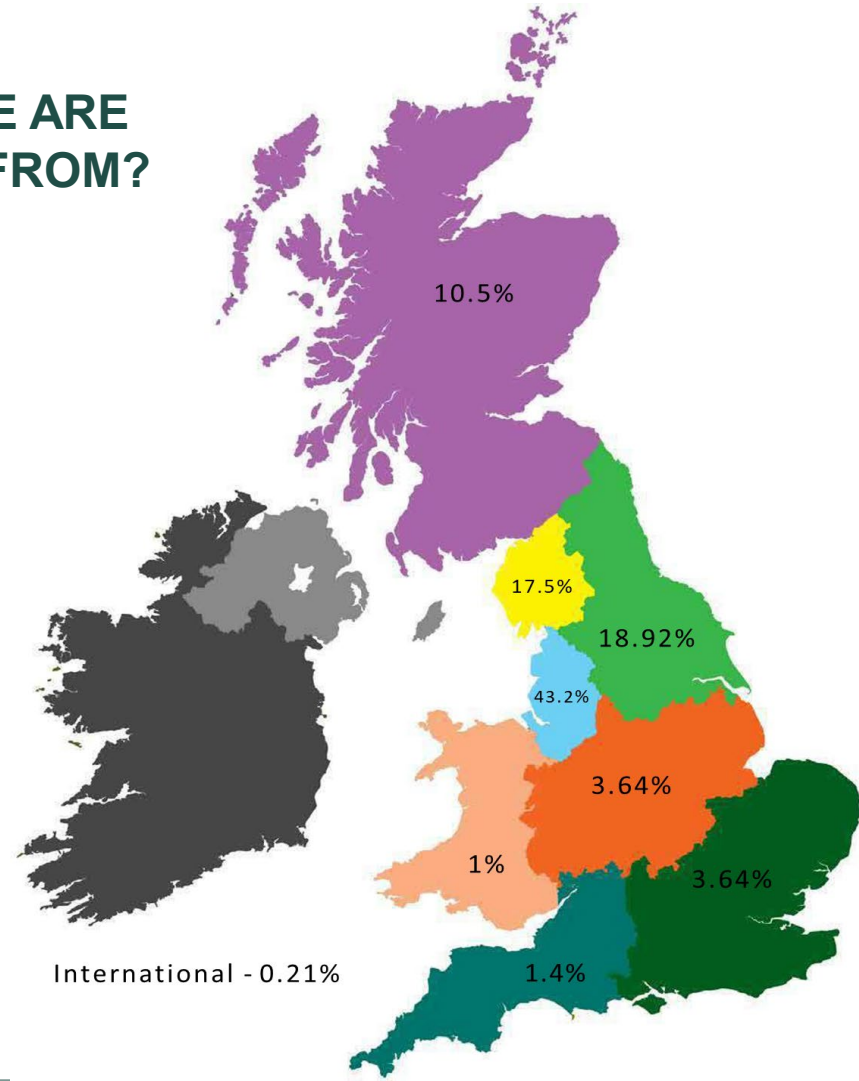 E ARE
FROM?
10.5%
17.5%
18.92%
43.2%
3.64%
1%
3.64%
International - 0.21%
1.4%